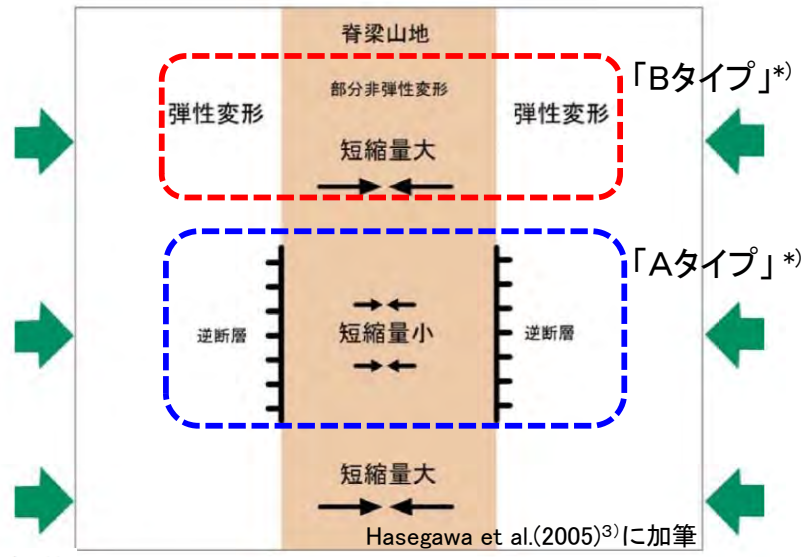 脊梁山地
「Bタイプ」*)
部分非弾性変形
弾性変形
弾性変形
短縮量大
「Aタイプ」*)
逆断層
短縮量小
逆断層
短縮量大
Hasegawa et al.(2005)3)に加筆